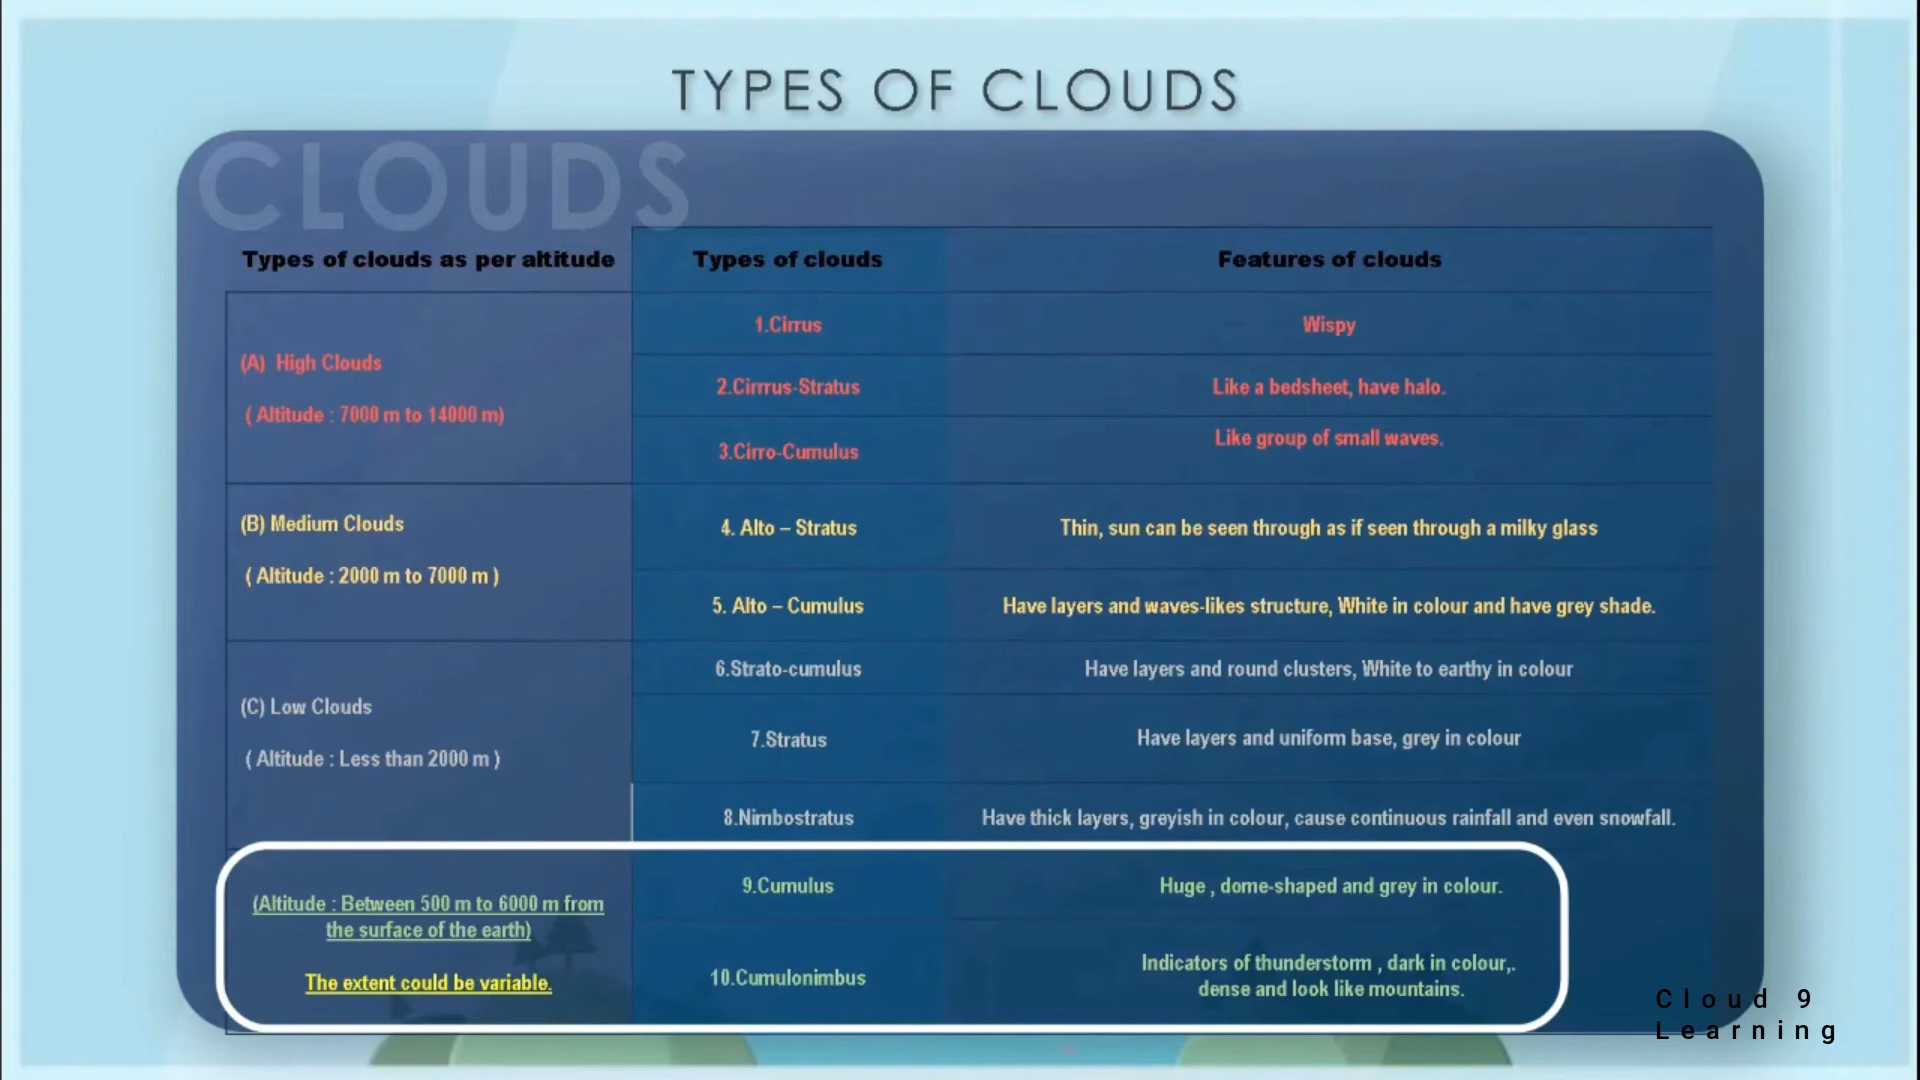 TYPES OF CLOUDS
CLOUDS
Types of clouds as per altitude
Types of clouds
Features of clouds
(A) High Clouds
( Altitude : 7000 m to 14000 m)
1.Cirrus
Wispy
2.Cirrrus-Stratus
Like a bedsheet, have halo.
3.Cirro-Cumulus
Like group of small waves.
(B) Medium Clouds
( Altitude : 2000 m to 7000 m )
4. Alto – Stratus
Thin, sun can be seen through as if seen through a milky glass
5. Alto – Cumulus
Have layers and waves-likes structure, White in colour and have grey shade.
(C) Low Clouds
( Altitude : Less than 2000 m )
6.Strato-cumulus
Have layers and round clusters, White to earthy in colour
7.Stratus
Have layers and uniform base, grey in colour
8.Nimbostratus
Have thick layers, greyish in colour, cause continuous rainfall and even snowfall.
(Altitude : Between 500 m to 6000 m from
the surface of the earth)
The extent could be variable.
9.Cumulus
Huge , dome-shaped and grey in colour.
10.Cumulonimbus
Indicators of thunderstorm , dark in colour,.
dense and look like mountains.
Cloud 9
Learning